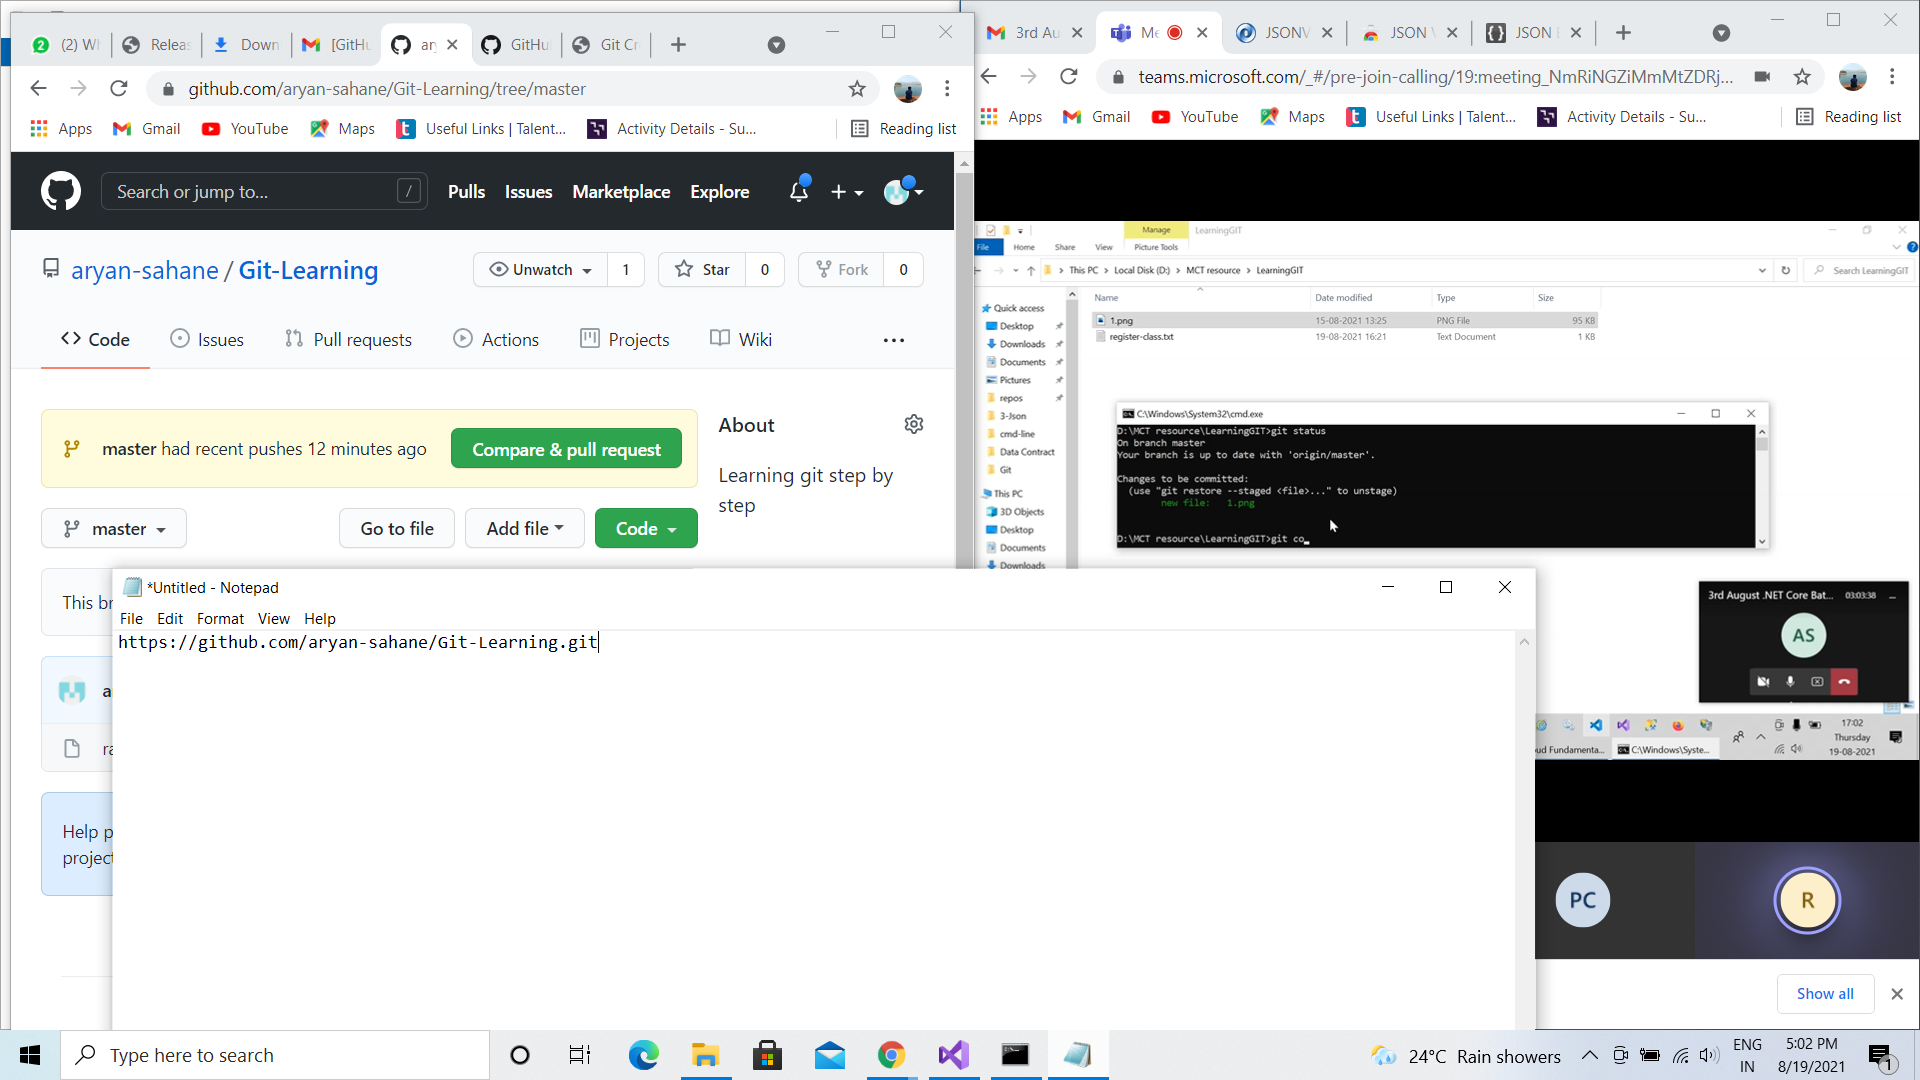 (2) Wh
Relea
Down
[GitHu
ar
GitHu
Git Cr
github.com/aryan-sahane/Git-Learning/tree/master
Apps
Gmail
YouTube
Maps
Useful Links | Talent...
Activity Details - Su...
Reading list
Search or jump to...
/
Pulls
Issues
Marketplace
Explore
aryan-sahane / Git-Learning
Unwatch
1
Star
0
Fork
0
Code
Issues
Pull requests
Actions
Projects
Wiki
master had recent pushes 12 minutes ago
Compare & pull request
About
Learning git step by
step
master
Go to file
Add file
Code
This br
a
ra
Help p
project
*Untitled - Notepad
File
Edit
Format
View
Help
https://github.com/aryan-sahane/Git-Learning.git
3rd Au
Me
JSONV
JSON V
JSON
teams.microsoft.com/_#/pre-join-calling/19:meeting_NmRiNGZiMmMtZDRj...
Apps
Gmail
YouTube
Maps
Useful Links | Talent...
Activity Details - Su...
Reading list
Manage
LearningGIT
File
Home
Share
View
Picture Tools
This PC > Local Disk (D:) > MCT resource > LearningGIT
Search LearningGIT
Name
Date modified
Type
Size
1.png
15-08-2021 13:25
PNG File
95 KB
register-class.txt
19-08-2021 16:21
Text Document
1 KB
Quick access
Desktop
Downloads
Documents
Pictures
repos
3-Json
cmd-line
Data Contract
Git
This PC
3D Objects
Desktop
Documents
Downloads
C:\Windows\System32\cmd.exe
D:\MCT resource\LearningGIT>git status
On branch master
Your branch is up to date with 'origin/master'.
Changes to be committed:
(use "git restore --staged <file>..." to unstage)
new file: 1.png
D:\MCT resource\LearningGIT>git co_
3rd August .NET Core Bat...
03:03:38
AS
17:02
Thursday
19-08-2021
ud Fundamenta...
C:\Windows\Syste...
PC
R
Show all
Type here to search
24°C Rain showers
ENG
IN
5:02 PM
8/19/2021
1